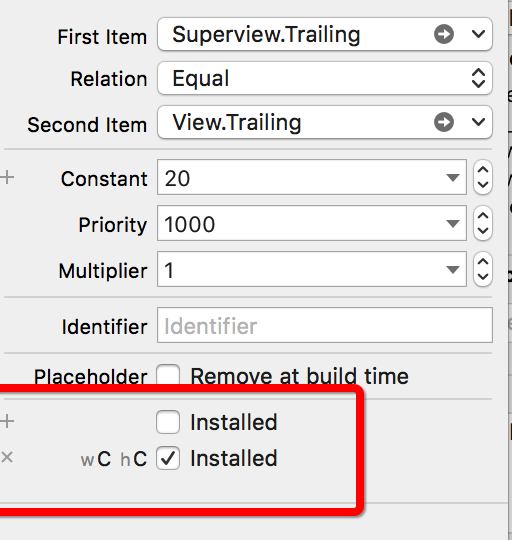 First Item Superview.Trailing
Relation Equal
Second Item View.Trailing
+ Constant 20
Priority 1000
Multiplier 1
Identifier Identifier
Placeholder Remove at build time
+ Installed
× wC hC Installed